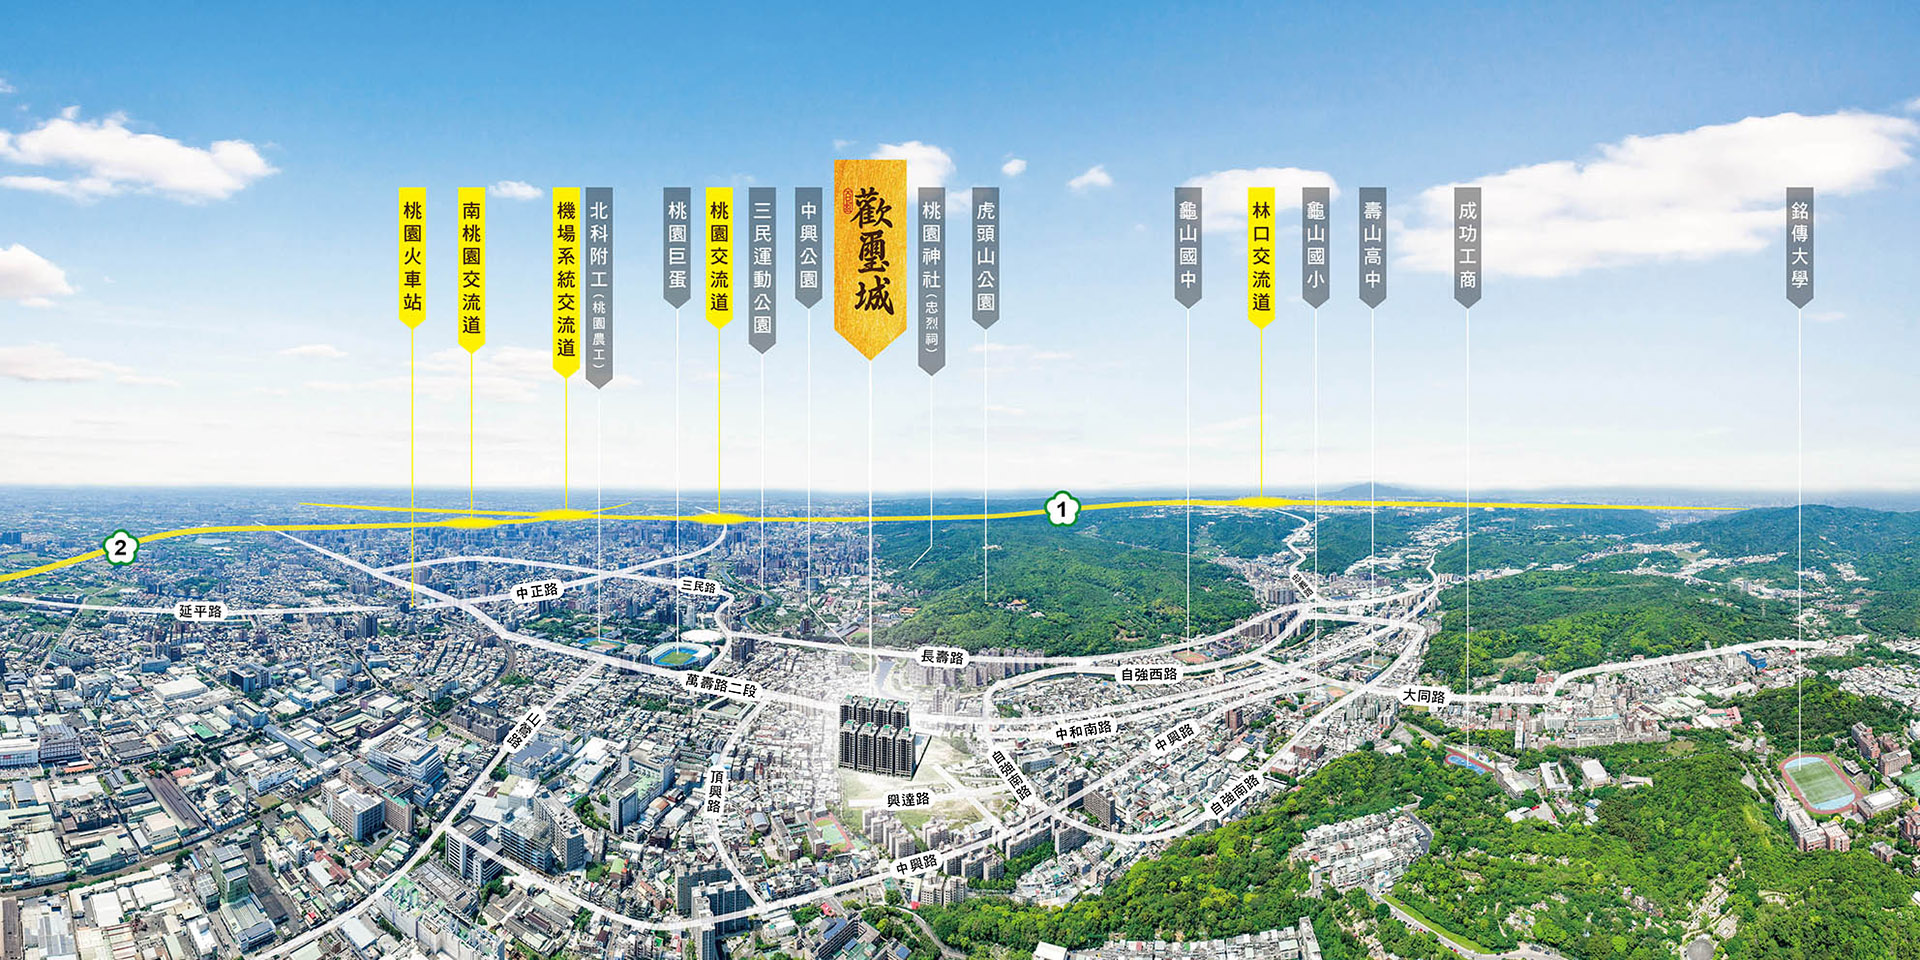 桃園火車站
南桃園交流道
機場系統交流道
北科附工(桃園農工)
桃園巨蛋
桃園交流道
三民運動公園
中興公園
歡璽城
桃園神社(忠烈祠)
虎頭山公園
龜山國中
林口交流道
龜山國小
壽山高中
成功工商
銘傳大學
1
2
延平路
中正路
三民路
長壽路
自強西路
萬壽路二段
大同路
中和南路
中興路
山鶯路
頂興路
興達路
自強南路
中興路